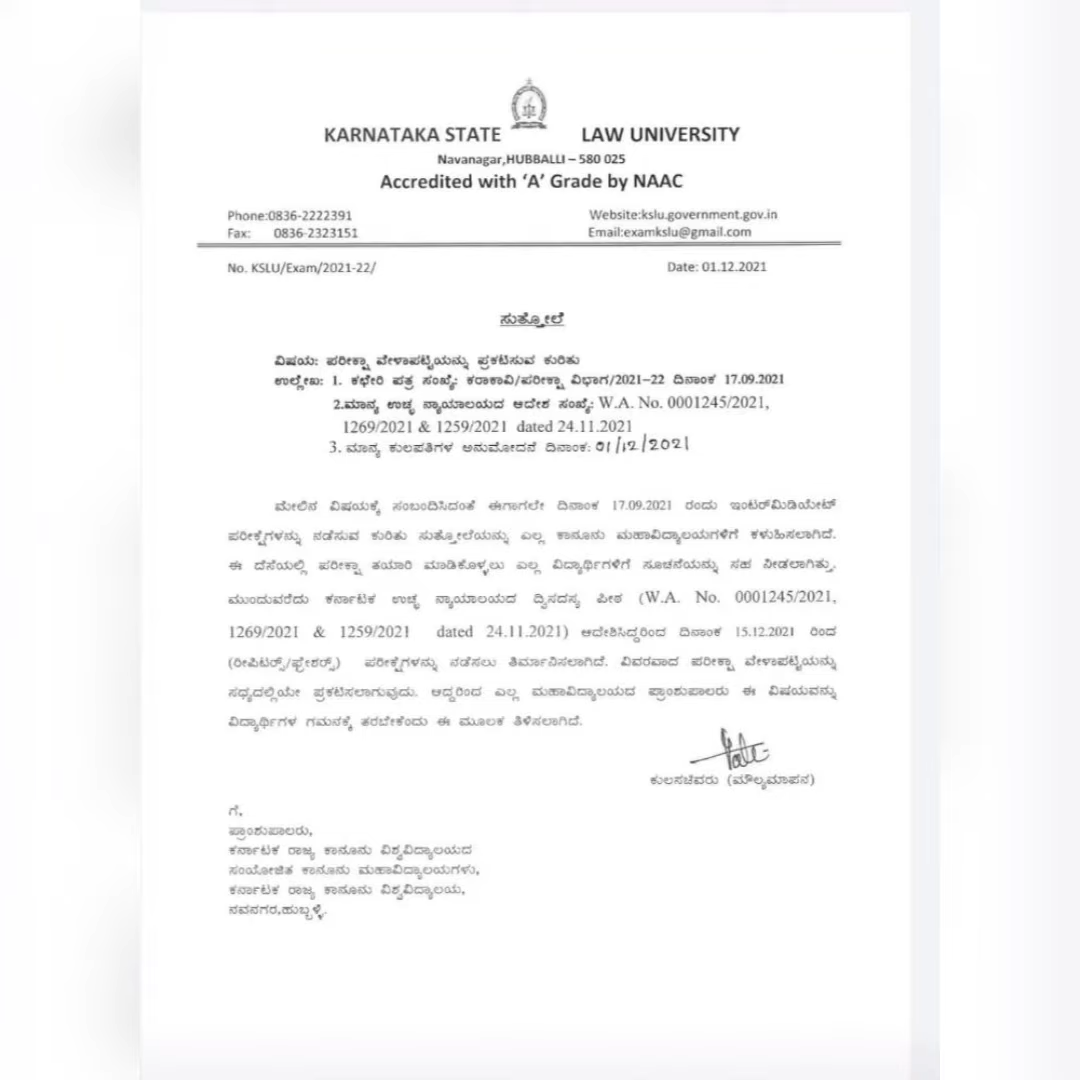 KARNATAKA STATE LAW UNIVERSITY
Navanagar,HUBBALLI – 580 025
Accredited with ‘A’ Grade by NAAC
Phone:0836-2222391 Website:kslu.government.gov.in
Fax: 0836-2323151 Email:examkslu@gmail.com
No. KSLU/Exam/2021-22/ Date: 01.12.2021
ಸುತ್ತೋಲೆ
ವಿಷಯ: ಪರೀಕ್ಷಾ ವೇಳಾಪಟ್ಟಿಯನ್ನು ಪ್ರಕಟಿಸುವ ಕುರಿತು
ಉಲ್ಲೇಖ: 1. ಕಛೇರಿ ಪತ್ರ ಸಂಖ್ಯೆ: ಕರಾಕಾವಿ/ಪರೀಕ್ಷಾ ವಿಭಾಗ/2021-22 ದಿನಾಂಕ 17.09.2021
2.ಮಾನ್ಯ ಉಚ್ಛ ನ್ಯಾಯಾಲಯದ ಆದೇಶ ಸಂಖ್ಯೆ: W.A. No. 0001245/2021,
1269/2021 & 1259/2021 dated 24.11.2021
3. ಮಾನ್ಯ ಕುಲಪತಿಗಳ ಅನುಮೋದನೆ ದಿನಾಂಕ: 01/12/2021
ಮೇಲಿನ ವಿಷಯಕ್ಕೆ ಸಂಬಂದಿಸಿದಂತೆ ಈಗಾಗಲೇ ದಿನಾಂಕ 17.09.2021 ರಂದು ಇಂಟರ್‌ಮಿಡಿಯೇಟ್
ಪರೀಕ್ಷೆಗಳನ್ನು ನಡೆಸುವ ಕುರಿತು ಸುತ್ತೋಲೆಯನ್ನು ಎಲ್ಲ ಕಾನೂನು ಮಹಾವಿದ್ಯಾಲಯಗಳಿಗೆ ಕಳುಹಿಸಲಾಗಿದೆ.
ಈ ದೆಸೆಯಲ್ಲಿ ಪರೀಕ್ಷಾ ತಯಾರಿ ಮಾಡಿಕೊಳ್ಳಲು ಎಲ್ಲ ವಿದ್ಯಾರ್ಥಿಗಳಿಗೆ ಸೂಚನೆಯನ್ನು ಸಹ ನೀಡಲಾಗಿತ್ತು.
ಮುಂದುವರೆದು ಕರ್ನಾಟಕ ಉಚ್ಛ ನ್ಯಾಯಾಲಯದ ದ್ವಿಸದಸ್ಯ ಪೀಠ (W.A. No. 0001245/2021,
1269/2021 & 1259/2021 dated 24.11.2021) ಆದೇಶಿಸಿದ್ದರಿಂದ ದಿನಾಂಕ 15.12.2021 ರಿಂದ
(ರೀಪಿಟರ್ಸ್/ಫ್ರೇಶರ್ಸ್) ಪರೀಕ್ಷೆಗಳನ್ನು ನಡೆಸಲು ತಿರ್ಮಾನಿಸಲಾಗಿದೆ. ವಿವರವಾದ ಪರೀಕ್ಷಾ ವೇಳಾಪಟ್ಟಿಯನ್ನು
ಸಧ್ಯದಲ್ಲಿಯೇ ಪ್ರಕಟಿಸಲಾಗುವುದು. ಆದ್ದರಿಂದ ಎಲ್ಲ ಮಹಾವಿದ್ಯಾಲಯದ ಪ್ರಾಂಶುಪಾಲರು ಈ ವಿಷಯವನ್ನು
ವಿದ್ಯಾರ್ಥಿಗಳ ಗಮನಕ್ಕೆ ತರಬೇಕೆಂದು ಈ ಮೂಲಕ ತಿಳಿಸಲಾಗಿದೆ.
ಕುಲಸಚಿವರು (ಮೌಲ್ಯಮಾಪನ)
ಗೆ,
ಪ್ರಾಂಶುಪಾಲರು,
ಕರ್ನಾಟಕ ರಾಜ್ಯ ಕಾನೂನು ವಿಶ್ವವಿದ್ಯಾಲಯದ
ಸಂಯೋಜಿತ ಕಾನೂನು ಮಹಾವಿದ್ಯಾಲಯಗಳು,
ಕರ್ನಾಟಕ ರಾಜ್ಯ ಕಾನೂನು ವಿಶ್ವವಿದ್ಯಾಲಯ,
ನವನಗರ,ಹುಬ್ಬಳ್ಳಿ.